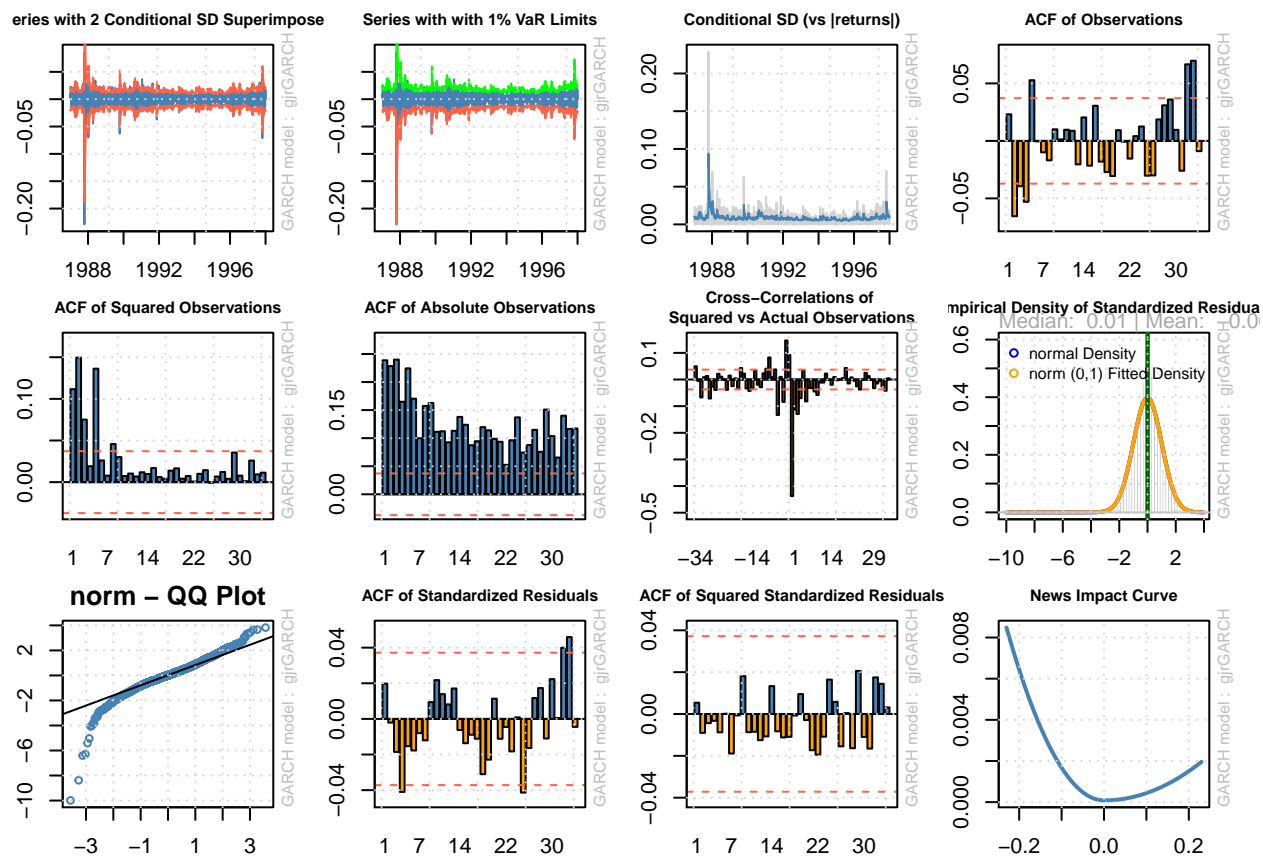 eries with 2 Conditional SD Superimpose
−0.20
−0.05
1988
1992
1996
GARCH model : gjrGARCH
Series with with 1% VaR Limits
−0.20
−0.05
1988
1992
1996
GARCH model : gjrGARCH
Conditional SD (vs |returns|)
0.00
0.10
0.20
1988
1992
1996
GARCH model : gjrGARCH
ACF of Observations
−0.05
0.05
1 7 14 22 30
GARCH model : gjrGARCH
ACF of Squared Observations
0.00
0.10
1 7 14 22 30
GARCH model : gjrGARCH
ACF of Absolute Observations
0.00
0.15
1 7 14 22 30
GARCH model : gjrGARCH
Cross−Correlations of
Squared vs Actual Observations
−0.5
−0.2
0.1
−34 −14 1 14 29
GARCH model : gjrGARCH
mpirical Density of Standardized Residua
Median: 0.01 | Mean: −0.0
normal Density
norm (0,1) Fitted Density
0.0
0.2
0.4
0.6
−10 −6 −2 2
GARCH model : gjrGARCH
norm − QQ Plot
−10
−6
−2
2
−3 −1 1 3
GARCH model : gjrGARCH
ACF of Standardized Residuals
−0.04
0.00
0.04
1 7 14 22 30
GARCH model : gjrGARCH
ACF of Squared Standardized Residuals
−0.04
0.00
0.04
1 7 14 22 30
GARCH model : gjrGARCH
News Impact Curve
0.000
0.004
0.008
−0.2 0.0 0.2
GARCH model : gjrGARCH